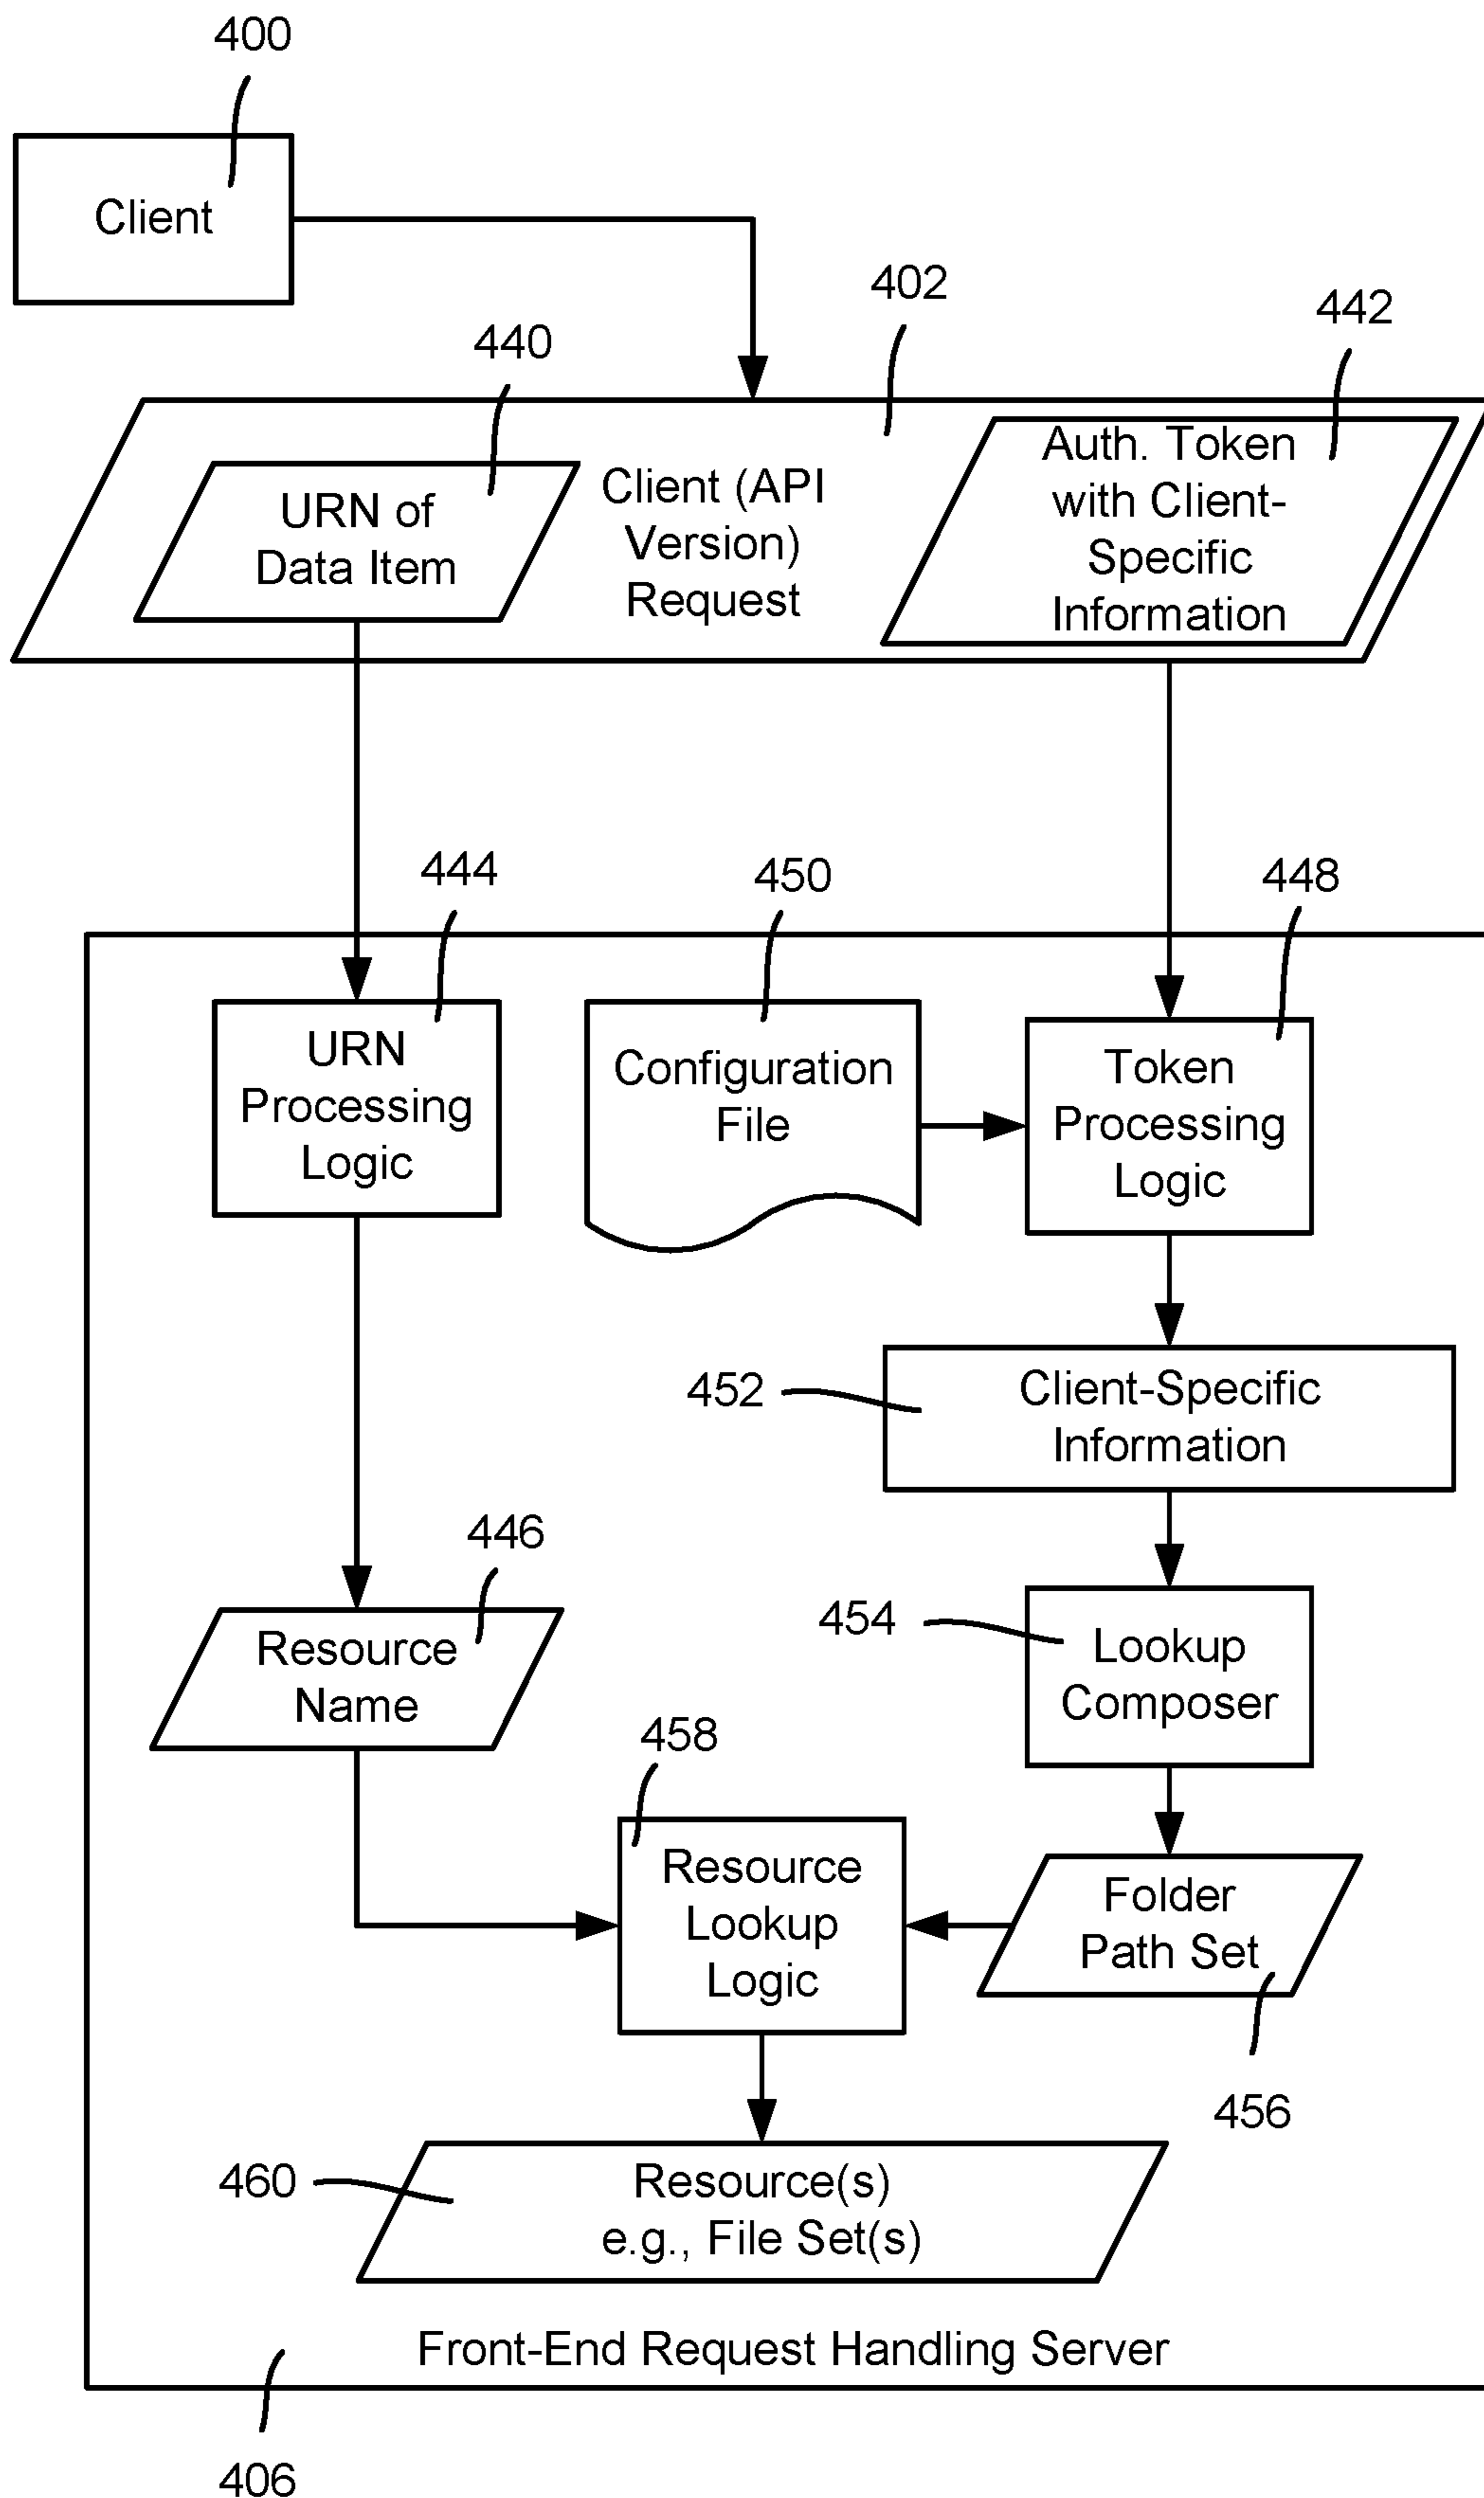 400
Client
402
442
440
Auth. Token
with Client-
Specific
Information
Client (API
Version)
Request
URN of
Data Item
444
450
448
URN
Processing
Logic
Configuration
File
Token
Processing
Logic
452
Client-Specific
Information
446
454
Resource
Name
Lookup
Composer
458
Resource
Lookup
Logic
Folder
Path Set
456
460
Resource(s)
e.g., File Set(s)
Front-End Request Handling Server
406